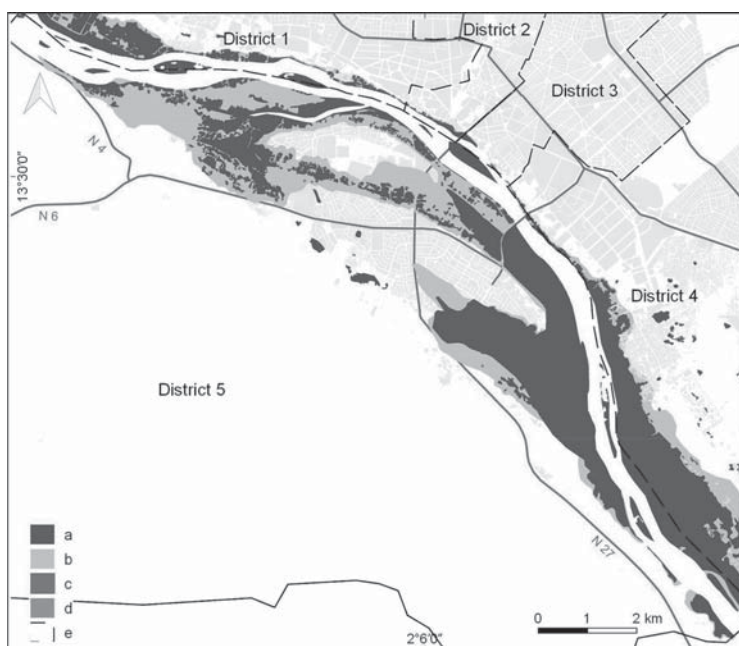 District 1
District 2
District 3
N 4
13°30'0"
N 6
District 4
District 5
a
b
c
d
e
N 27
0 1 2 km
2°6'0"